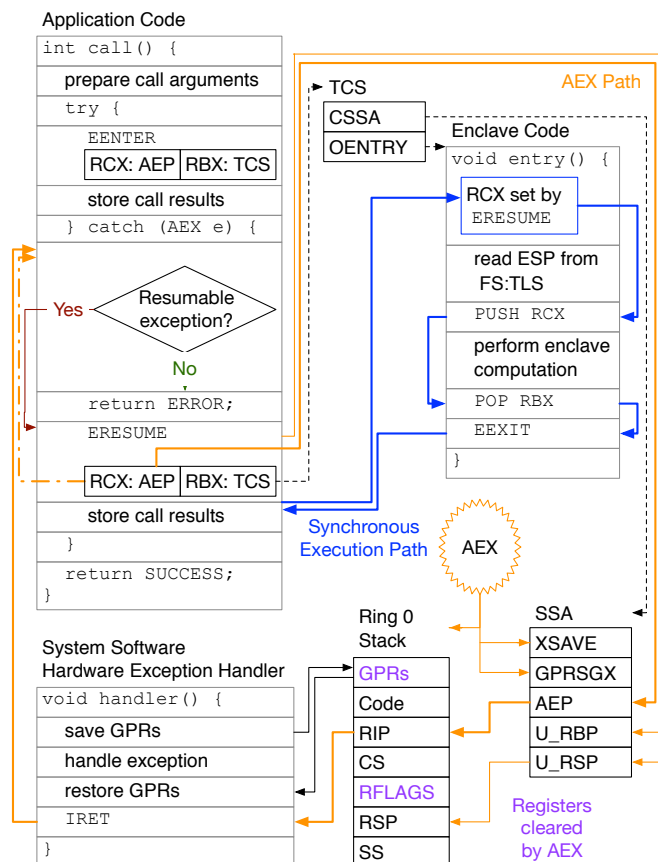 Application Code
int call() {
prepare call arguments
try {
EENTER
RCX: AEP RBX: TCS
store call results
} catch (AEX e) {
Resumable
exception?
Yes
No
return ERROR;
ERESUME
RCX: AEP RBX: TCS
store call results
}
return SUCCESS;
}
AEX Path
TCS
CSSA
OENTRY
Enclave Code
void entry() {
RCX set by
ERESUME
read ESP from
FS:TLS
PUSH RCX
perform enclave
computation
POP RBX
EEXIT
}
Synchronous
Execution Path
AEX
System Software
Hardware Exception Handler
void handler() {
save GPRs
handle exception
restore GPRs
IRET
}
Ring 0
Stack
GPRs
Code
RIP
CS
RFLAGS
RSP
SS
SSA
XSAVE
GPRSGX
AEP
U_RBP
U_RSP
Registers
cleared
by AEX